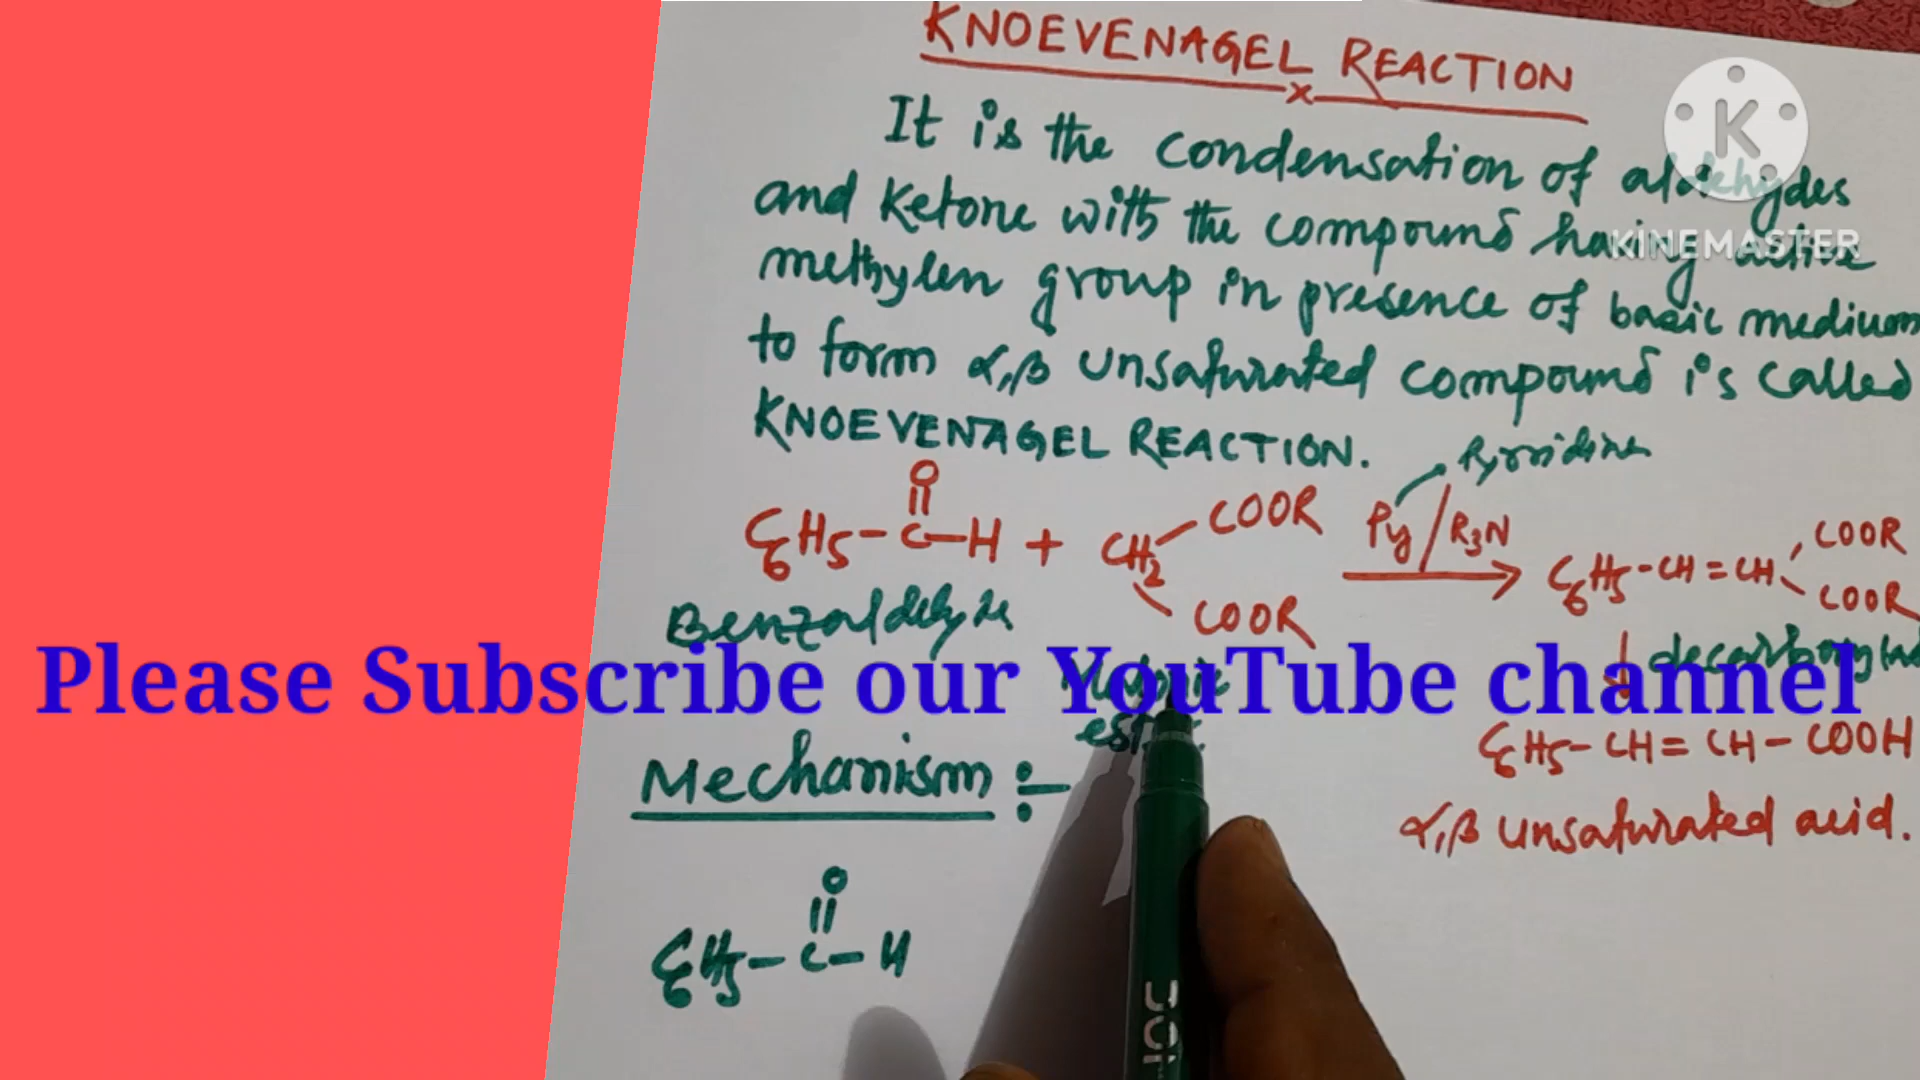 KNOEVENAGEL REACTION
It is the condensation of aldehydes
and Ketone with the compound having active
methylen group in presence of basic medium
to form α,β unsaturated compound is called
KNOEVENAGEL REACTION.
Pyridine
O
C6H5-C-H + CH2 COOR COOR Py/R3N C6H5-CH=CH COOR COOR
Benzaldehyde
ester
Please Subscribe our YouTube channel
C6H5-CH=CH-COOH
Mechanism:-
α,β unsaturated acid.
O
C6H5-C-H
K
KINEMASTER